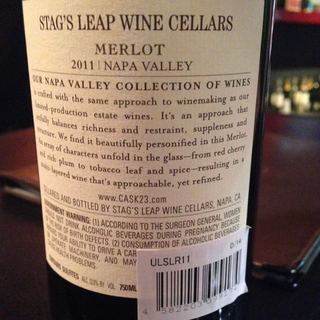 STAG'S LEAP WINE CELLARS
MERLOT
2011 | NAPA VALLEY
OUR NAPA VALLEY COLLECTION OF WINES
is crafted with the same approach to winemaking as our
limited-production estate wines. It's an approach that
artfully balances richness and restraint, suppleness and
structure. We find it beautifully personified in this Merlot.
An array of characters unfold in the glass—from red cherry
and rich plum to tobacco leaf and spice—resulting in a
multi-layered wine that's approachable, yet refined.
www.CASK23.com
CELLARED AND BOTTLED BY STAG'S LEAP WINE CELLARS, NAPA, CA
GOVERNMENT WARNING: (1) ACCORDING TO THE SURGEON GENERAL, WOMEN
SHOULD NOT DRINK ALCOHOLIC BEVERAGES DURING PREGNANCY BECAUSE
OF RISK OF BIRTH DEFECTS. (2) CONSUMPTION OF ALCOHOLIC BEVERAGES
YOUR ABILITY TO DRIVE A CAR
HEALTH PROBLEMS.
SULFITES
BY VOL. 750ML
ULSLR11
D/14